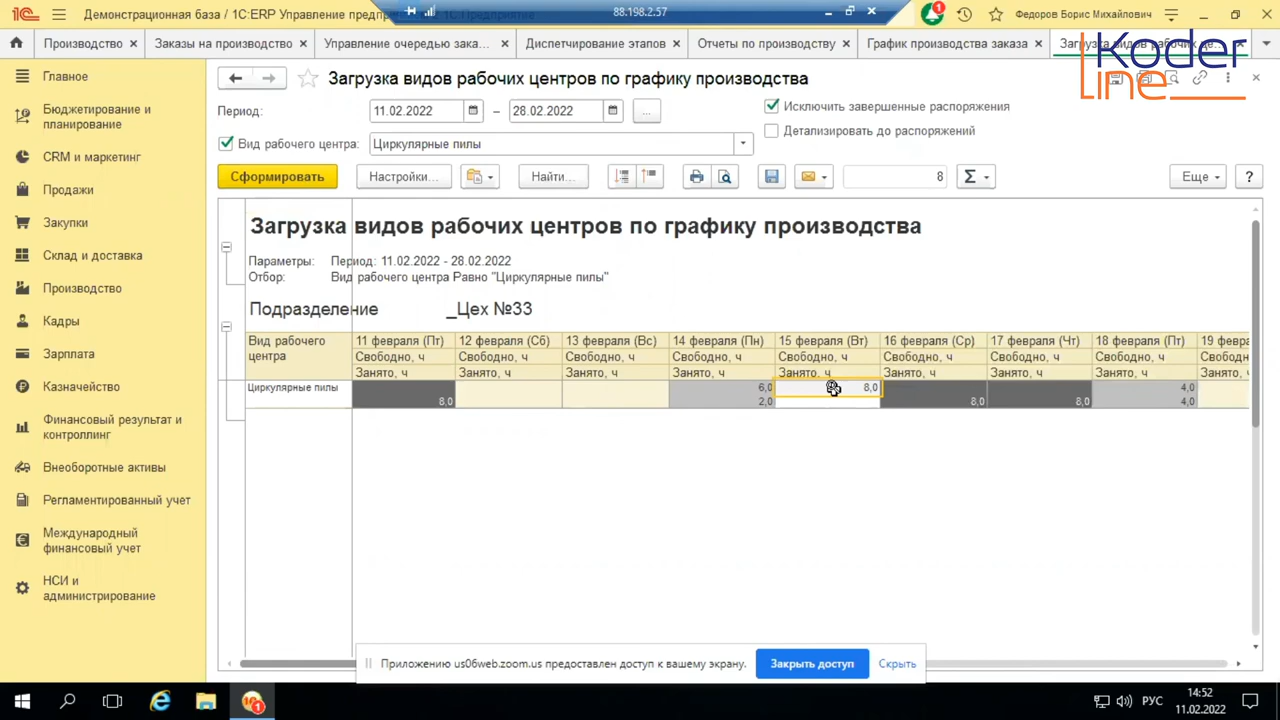 Демонстрационная база / 1С:ERP Управление предпр
88.198.2.57
Федоров Борис Михайлович
Производство
Заказы на производство
Управление очередью зака...
Диспетчирование этапов
Отчеты по производству
График производства заказа
Загрузка видов рабочих це...
Koder
line
Главное
Бюджетирование и
планирование
CRM и маркетинг
Продажи
Закупки
Склад и доставка
Производство
Кадры
Зарплата
Казначейство
Финансовый результат и
контроллинг
Внеоборотные активы
Регламентированный учет
Международный
финансовый учет
НСИ и
администрирование
Загрузка видов рабочих центров по графику производства
Период: 11.02.2022 – 28.02.2022 ...
Исключить завершенные распоряжения
Детализировать до распоряжений
Вид рабочего центра: Циркулярные пилы
Сформировать Настройки... Найти... 8 Σ Еще ?
Загрузка видов рабочих центров по графику производства
Параметры: Период: 11.02.2022 - 28.02.2022
Отбор: Вид рабочего центра Равно "Циркулярные пилы"
Подразделение _Цех №33
Вид рабочего центра
11 февраля (Пт) 12 февраля (Сб) 13 февраля (Вс) 14 февраля (Пн) 15 февраля (Вт) 16 февраля (Ср) 17 февраля (Чт) 18 февраля (Пт) 19 февра
Свободно, ч Свободно, ч Свободно, ч Свободно, ч Свободно, ч Свободно, ч Свободно, ч Свободно, ч Свободн
Занято, ч Занято, ч Занято, ч Занято, ч Занято, ч Занято, ч Занято, ч Занято, ч Занято,
Циркулярные пилы 6,0 8,0 4,0
8,0 2,0 8,0 8,0 4,0
Приложению us06web.zoom.us предоставлен доступ к вашему экрану. Закрыть доступ Скрыть
РУС
14:52
11.02.2022